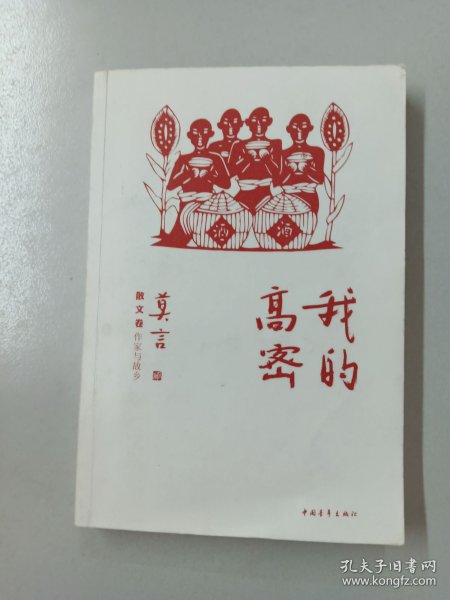 酒
酒
我的
高密
莫言
散文卷 作家与故乡
中国青年出版社
孔夫子旧书网
www.kongfz.com